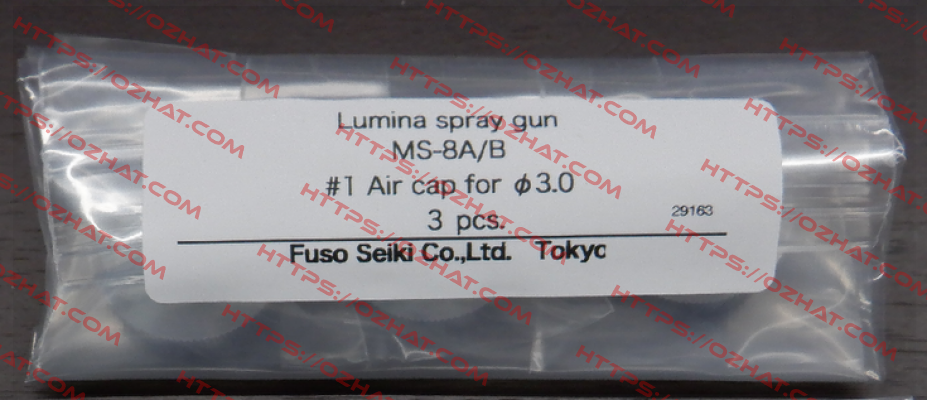 Lumina spray gun
MS-8A/B
#1 Air cap for φ3.0
3 pcs.
29163
Fuso Seiki Co.,Ltd. Tokyo
HTTPS://OZHAT.COM